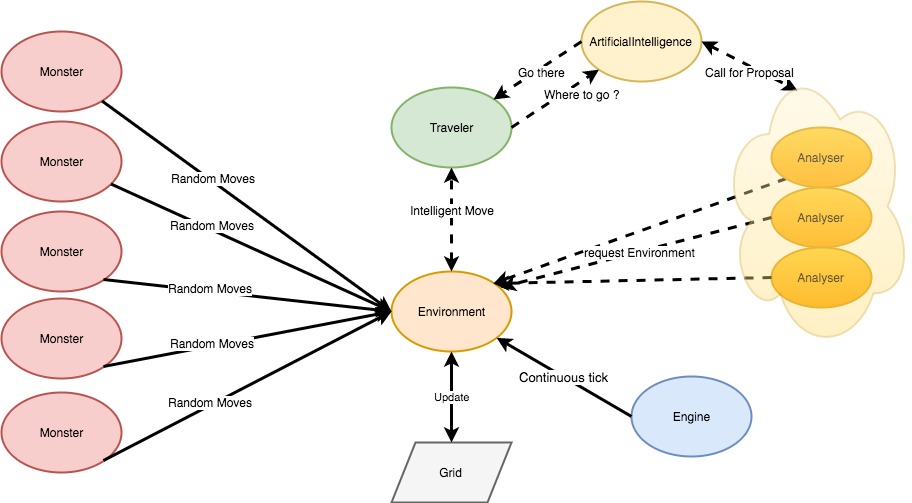 ArtificialIntelligence
Monster
Go there
Call for Proposal
Where to go ?
Traveler
Monster
Analyser
Random Moves
Intelligent Move
Analyser
Random Moves
Monster
request Environment
Analyser
Random Moves
Environment
Monster
Random Moves
Continuous tick
Update
Random Moves
Engine
Monster
Grid